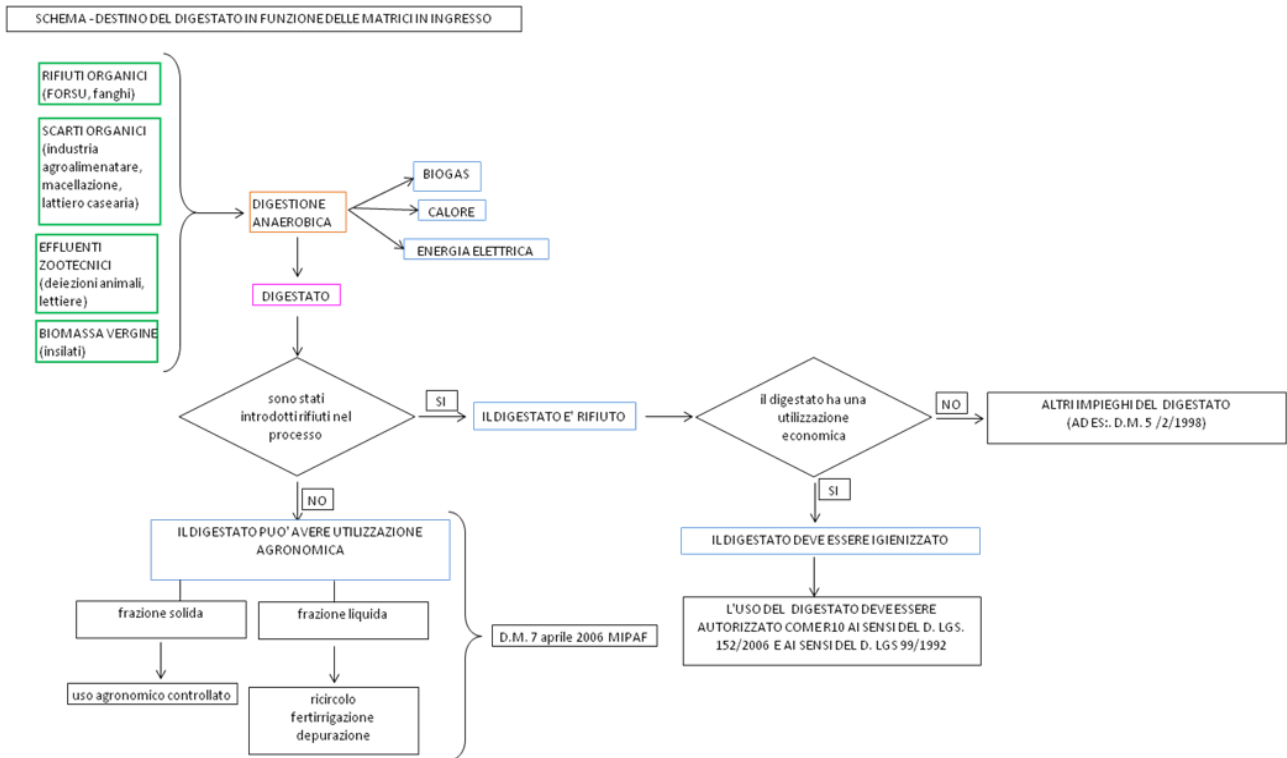 SCHEMA - DESTINO DEL DIGESTATO IN FUNZIONE DELLE MATRICI IN INGRESSO
RIFIUTI ORGANICI
(FORSU, fanghi)
SCARTI ORGANICI
(industria
agroalimenatare,
macellazione,
lattiero casearia)
EFFLUENTI
ZOOTECNICI
(deiezioni animali,
lettiere)
BIOMASSA VERGINE
(insilati)
DIGESTIONE
ANAEROBICA
BIOGAS
CALORE
ENERGIA ELETTRICA
DIGESTATO
sono stati
introdotti rifiuti nel
processo
SI
IL DIGESTATO E' RIFIUTO
il digestato ha una
utilizzazione
economica
NO
ALTRI IMPIEGHI DEL DIGESTATO
(AD ES:. D.M. 5 /2/1998)
NO
SI
IL DIGESTATO PUO' AVERE UTILIZZAZIONE
AGRONOMICA
IL DIGESTATO DEVE ESSERE IGIENIZZATO
frazione solida
frazione liquida
D.M. 7 aprile 2006 MIPAF
L'USO DEL DIGESTATO DEVE ESSERE
AUTORIZZATO COME R10 AI SENSI DEL D. LGS.
152/2006 E AI SENSI DEL D. LGS 99/1992
uso agronomico controllato
ricircolo
fertirrigazione
depurazione